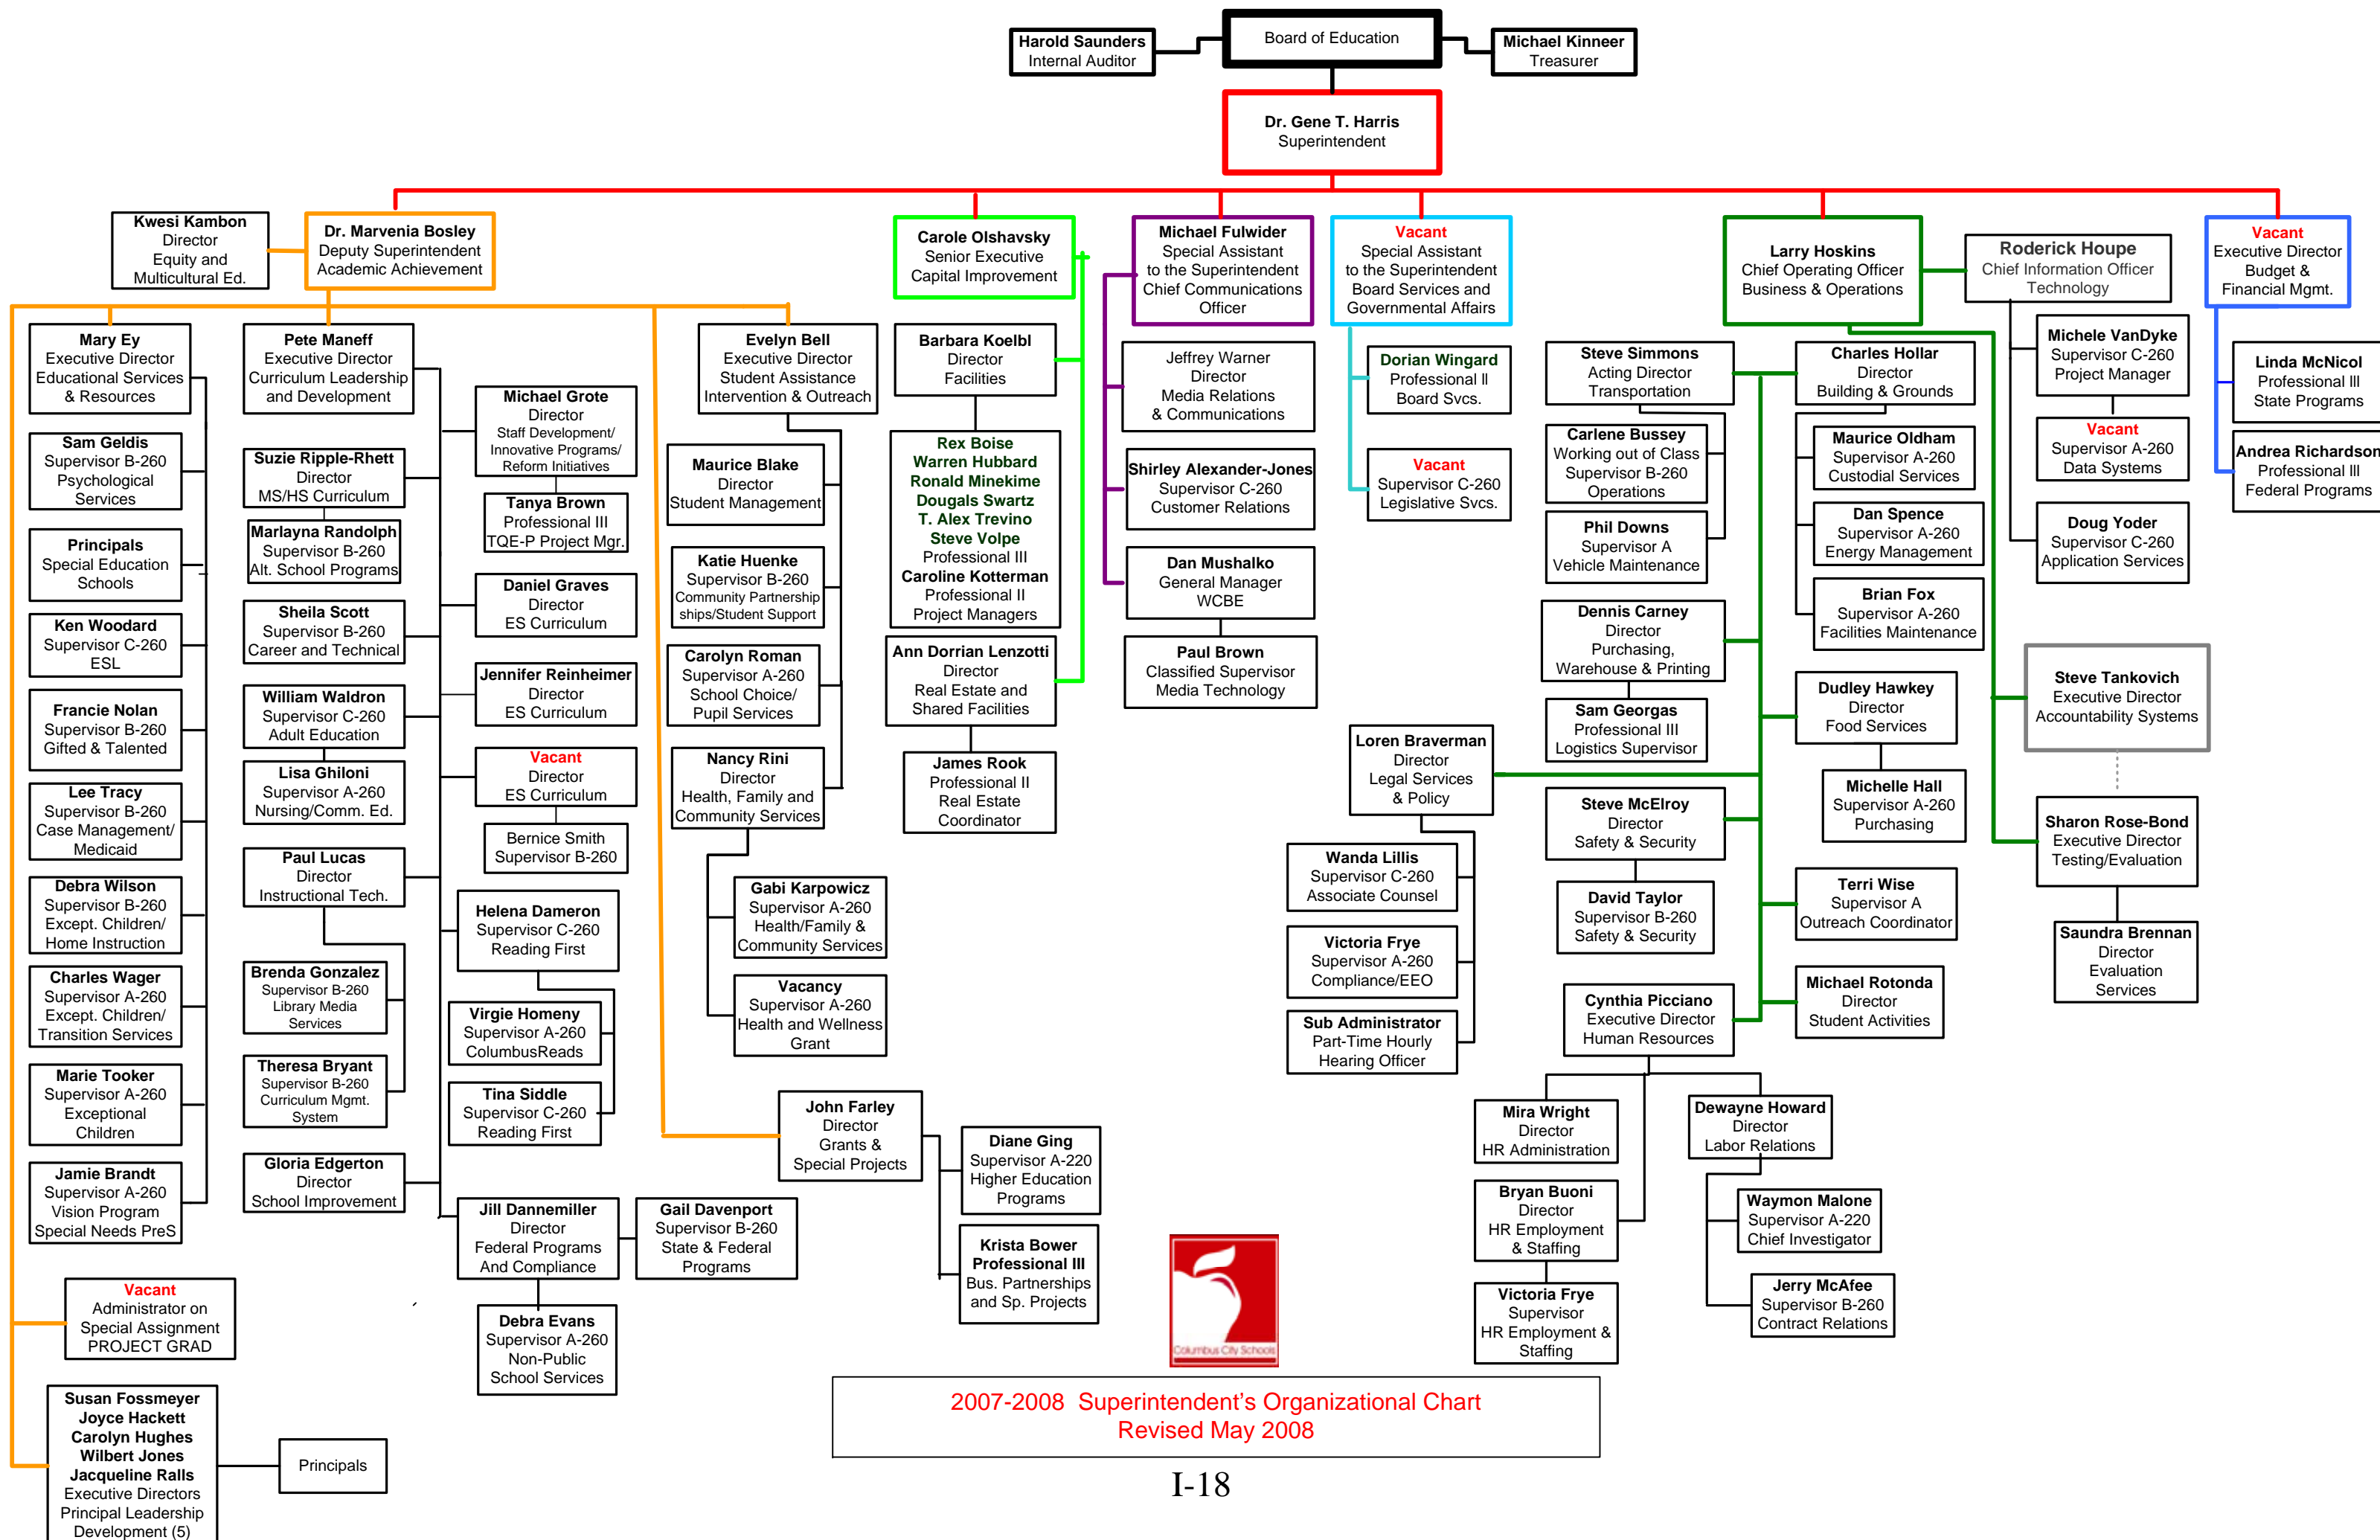 Board of Education
Harold Saunders
Internal Auditor
Michael Kinneer
Treasurer
Dr. Gene T. Harris
Superintendent
Kwesi Kambon
Director
Equity and
Multicultural Ed.
Dr. Marvenia Bosley
Deputy Superintendent
Academic Achievement
Carole Olshavsky
Senior Executive
Capital Improvement
Michael Fulwider
Special Assistant
to the Superintendent
Chief Communications
Officer
Vacant
Special Assistant
to the Superintendent
Board Services and
Governmental Affairs
Larry Hoskins
Chief Operating Officer
Business & Operations
Roderick Houpe
Chief Information Officer
Technology
Vacant
Executive Director
Budget &
Financial Mgmt.
Mary Ey
Executive Director
Educational Services
& Resources
Sam Geldis
Supervisor B-260
Psychological
Services
Principals
Special Education
Schools
Ken Woodard
Supervisor C-260
ESL
Francie Nolan
Supervisor B-260
Gifted & Talented
Lee Tracy
Supervisor B-260
Case Management/
Medicaid
Debra Wilson
Supervisor B-260
Except. Children/
Home Instruction
Charles Wager
Supervisor A-260
Except. Children/
Transition Services
Marie Tooker
Supervisor A-260
Exceptional
Children
Jamie Brandt
Supervisor A-260
Vision Program
Special Needs PreS
Vacant
Administrator on
Special Assignment
PROJECT GRAD
Susan Fossmeyer
Joyce Hackett
Carolyn Hughes
Wilbert Jones
Jacqueline Ralls
Executive Directors
Principal Leadership
Development (5)
Principals
Pete Maneff
Executive Director
Curriculum Leadership
and Development
Suzie Ripple-Rhett
Director
MS/HS Curriculum
Marlayna Randolph
Supervisor B-260
Alt. School Programs
Sheila Scott
Supervisor B-260
Career and Technical
William Waldron
Supervisor C-260
Adult Education
Lisa Ghiloni
Supervisor A-260
Nursing/Comm. Ed.
Paul Lucas
Director
Instructional Tech.
Brenda Gonzalez
Supervisor B-260
Library Media
Services
Theresa Bryant
Supervisor B-260
Curriculum Mgmt.
System
Gloria Edgerton
Director
School Improvement
Michael Grote
Director
Staff Development/
Innovative Programs/
Reform Initiatives
Tanya Brown
Professional III
TQE-P Project Mgr.
Daniel Graves
Director
ES Curriculum
Jennifer Reinheimer
Director
ES Curriculum
Vacant
Director
ES Curriculum
Bernice Smith
Supervisor B-260
Helena Dameron
Supervisor C-260
Reading First
Virgie Homeny
Supervisor A-260
ColumbusReads
Tina Siddle
Supervisor C-260
Reading First
Jill Dannemiller
Director
Federal Programs
And Compliance
Gail Davenport
Supervisor B-260
State & Federal
Programs
Debra Evans
Supervisor A-260
Non-Public
School Services
Evelyn Bell
Executive Director
Student Assistance
Intervention & Outreach
Maurice Blake
Director
Student Management
Katie Huenke
Supervisor B-260
Community Partnership
ships/Student Support
Carolyn Roman
Supervisor A-260
School Choice/
Pupil Services
Nancy Rini
Director
Health, Family and
Community Services
Gabi Karpowicz
Supervisor A-260
Health/Family &
Community Services
Vacancy
Supervisor A-260
Health and Wellness
Grant
John Farley
Director
Grants &
Special Projects
Diane Ging
Supervisor A-220
Higher Education
Programs
Krista Bower
Professional III
Bus. Partnerships
and Sp. Projects
Barbara Koelbl
Director
Facilities
Rex Boise
Warren Hubbard
Ronald Minekime
Dougals Swartz
T. Alex Trevino
Steve Volpe
Professional III
Caroline Kotterman
Professional II
Project Managers
Ann Dorrian Lenzotti
Director
Real Estate and
Shared Facilities
James Rook
Professional II
Real Estate
Coordinator
Jeffrey Warner
Director
Media Relations
& Communications
Shirley Alexander-Jones
Supervisor C-260
Customer Relations
Dan Mushalko
General Manager
WCBE
Paul Brown
Classified Supervisor
Media Technology
Dorian Wingard
Professional ll
Board Svcs.
Vacant
Supervisor C-260
Legislative Svcs.
Steve Simmons
Acting Director
Transportation
Carlene Bussey
Working out of Class
Supervisor B-260
Operations
Phil Downs
Supervisor A
Vehicle Maintenance
Dennis Carney
Director
Purchasing,
Warehouse & Printing
Sam Georgas
Professional III
Logistics Supervisor
Loren Braverman
Director
Legal Services
& Policy
Wanda Lillis
Supervisor C-260
Associate Counsel
Victoria Frye
Supervisor A-260
Compliance/EEO
Sub Administrator
Part-Time Hourly
Hearing Officer
Steve McElroy
Director
Safety & Security
David Taylor
Supervisor B-260
Safety & Security
Cynthia Picciano
Executive Director
Human Resources
Mira Wright
Director
HR Administration
Bryan Buoni
Director
HR Employment
& Staffing
Victoria Frye
Supervisor
HR Employment &
Staffing
Dewayne Howard
Director
Labor Relations
Waymon Malone
Supervisor A-220
Chief Investigator
Jerry McAfee
Supervisor B-260
Contract Relations
Charles Hollar
Director
Building & Grounds
Maurice Oldham
Supervisor A-260
Custodial Services
Dan Spence
Supervisor A-260
Energy Management
Brian Fox
Supervisor A-260
Facilities Maintenance
Dudley Hawkey
Director
Food Services
Michelle Hall
Supervisor A-260
Purchasing
Terri Wise
Supervisor A
Outreach Coordinator
Michael Rotonda
Director
Student Activities
Michele VanDyke
Supervisor C-260
Project Manager
Vacant
Supervisor A-260
Data Systems
Doug Yoder
Supervisor C-260
Application Services
Steve Tankovich
Executive Director
Accountability Systems
Sharon Rose-Bond
Executive Director
Testing/Evaluation
Saundra Brennan
Director
Evaluation
Services
Linda McNicol
Professional lll
State Programs
Andrea Richardson
Professional III
Federal Programs
Columbus City Schools
2007-2008 Superintendent's Organizational Chart
Revised May 2008
I-18